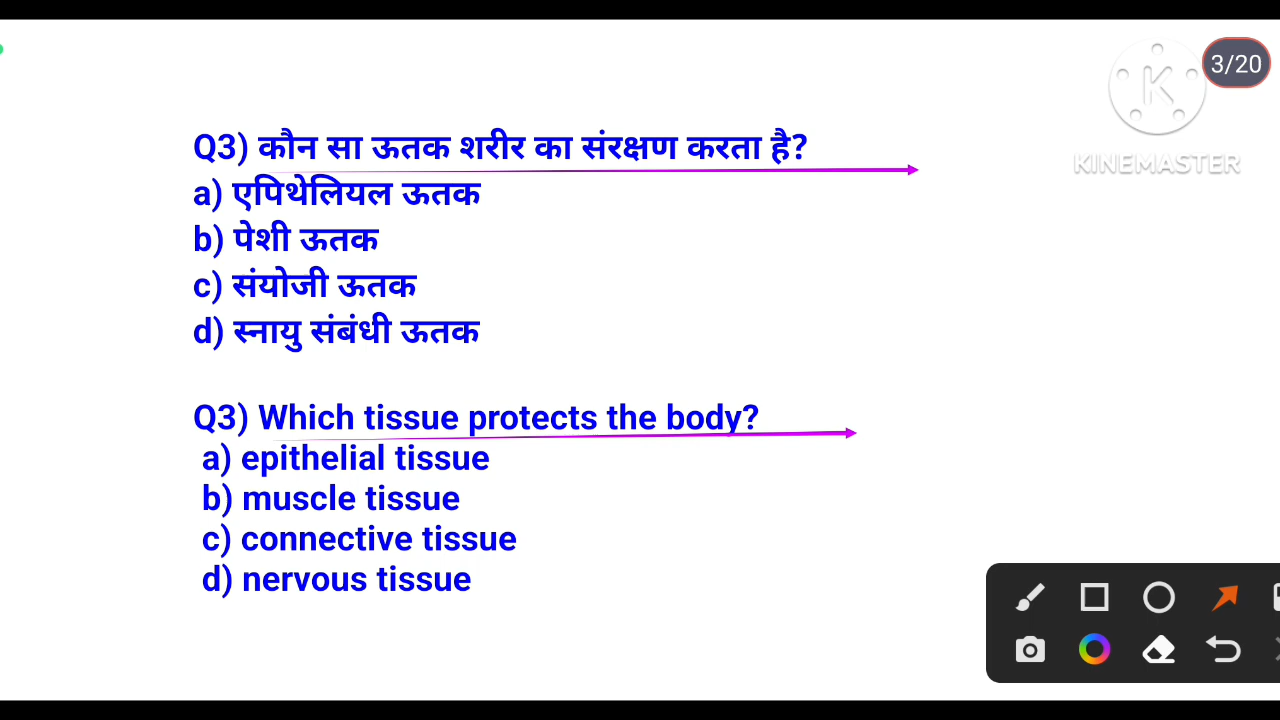 3/20
KINEMASTER
Q3) कौन सा ऊतक शरीर का संरक्षण करता है?
a) एपिथेलियल ऊतक
b) पेशी ऊतक
c) संयोजी ऊतक
d) स्नायु संबंधी ऊतक
Q3) Which tissue protects the body?
a) epithelial tissue
b) muscle tissue
c) connective tissue
d) nervous tissue